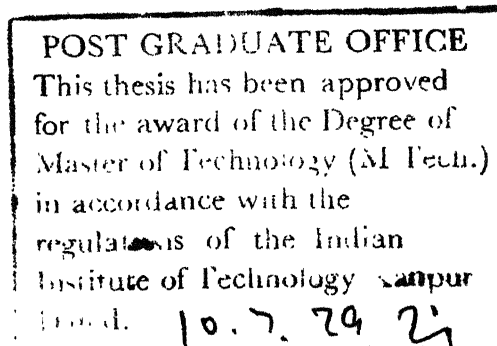 POST GRADUATE OFFICE
This thesis has been approved
for the award of the Degree of
Master of Technology (M Tech.)
in accordance with the
regulations of the Indian
Institute of Technology Kanpur
Dated. 10.7.79